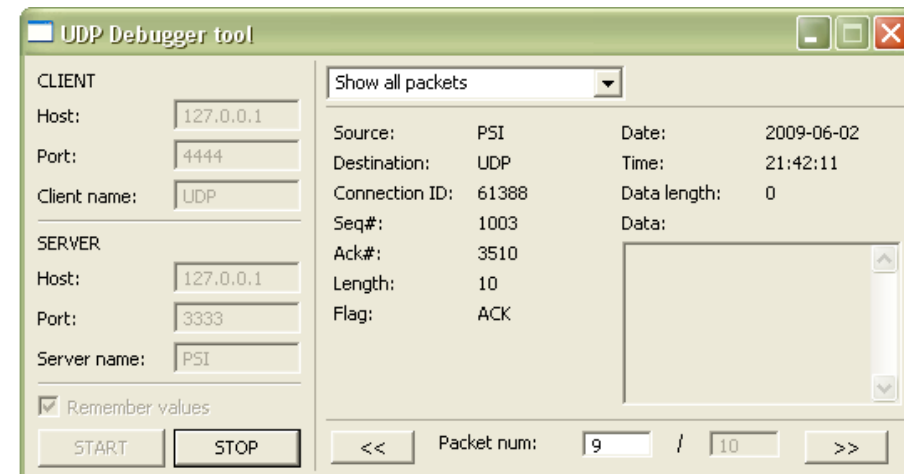 UDP Debugger tool
CLIENT
Host: 127.0.0.1
Port: 4444
Client name: UDP
SERVER
Host: 127.0.0.1
Port: 3333
Server name: PSI
Remember values
START STOP
Show all packets
Source: PSI Date: 2009-06-02
Destination: UDP Time: 21:42:11
Connection ID: 61388 Data length: 0
Seq#: 1003 Data:
Ack#: 3510
Length: 10
Flag: ACK
<< Packet num: 9 / 10 >>